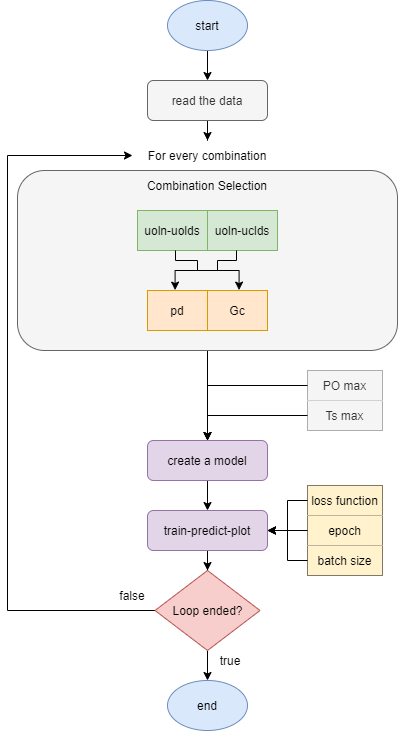 start
read the data
For every combination
Combination Selection
uoln-uolds uoln-uclds
pd Gc
PO max
Ts max
create a model
loss function
train-predict-plot epoch
batch size
Loop ended?
false
true
end